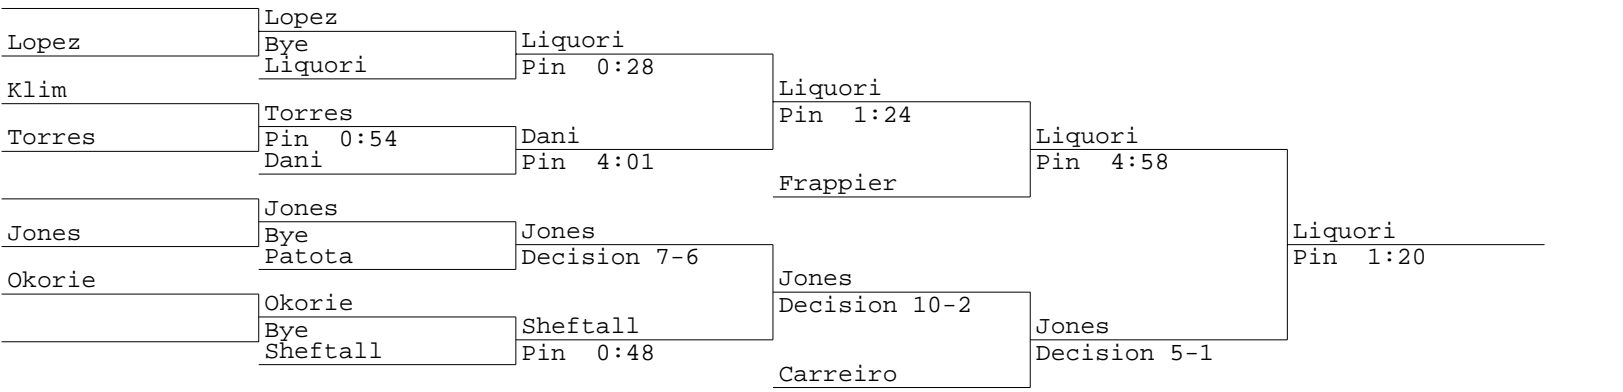 Lopez
Lopez
Bye
Liquori
Liquori
Pin 0:28
Klim
Torres
Torres
Pin 0:54
Dani
Dani
Pin 4:01
Liquori
Pin 1:24
Frappier
Liquori
Pin 4:58
Jones
Jones
Bye
Patota
Jones
Decision 7-6
Okorie
Okorie
Bye
Sheftall
Sheftall
Pin 0:48
Jones
Decision 10-2
Carreiro
Jones
Decision 5-1
Liquori
Pin 1:20